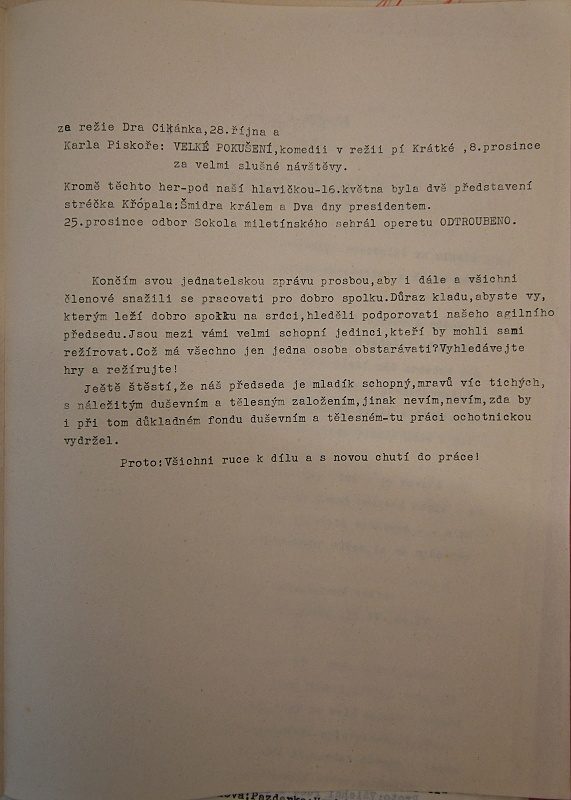 za režie Dra Cikánka,28.října a
Karla Piskoře: VELKÉ POKUŠENÍ,komedii v režii pí Krátké ,8.prosince
za velmi slušné návštěvy.
Kromě těchto her-pod naší hlavičkou-16.května byla dvě představení
stréčka Křópala:Šmidra králem a Dva dny presidentem.
25.prosince odbor Sokola miletínského sehrál operetu ODTROUBENO.
Končím svou jednatelskou zprávu prosbou,aby i dále a všichni
členové snažili se pracovati pro dobro spolku.Důraz kladu,abyste vy,
kterým leží dobro spolku na srdci,hleděli podporovati našeho agilního
předsedu.Jsou mezi vámi velmi schopní jedinci,kteří by mohli sami
režírovat.Což má všechno jen jedna osoba obstarávati?Vyhledávejte
hry a režírujte!
Ještě štěstí,že náš předseda je mladík schopný,mravů víc tichých,
s náležitým duševním a tělesným založením,jinak nevím,nevím,zda by
i při tom důkladném fondu duševním a tělesném-tu práci ochotnickou
vydržel.
Proto:Všichni ruce k dílu a s novou chutí do práce!